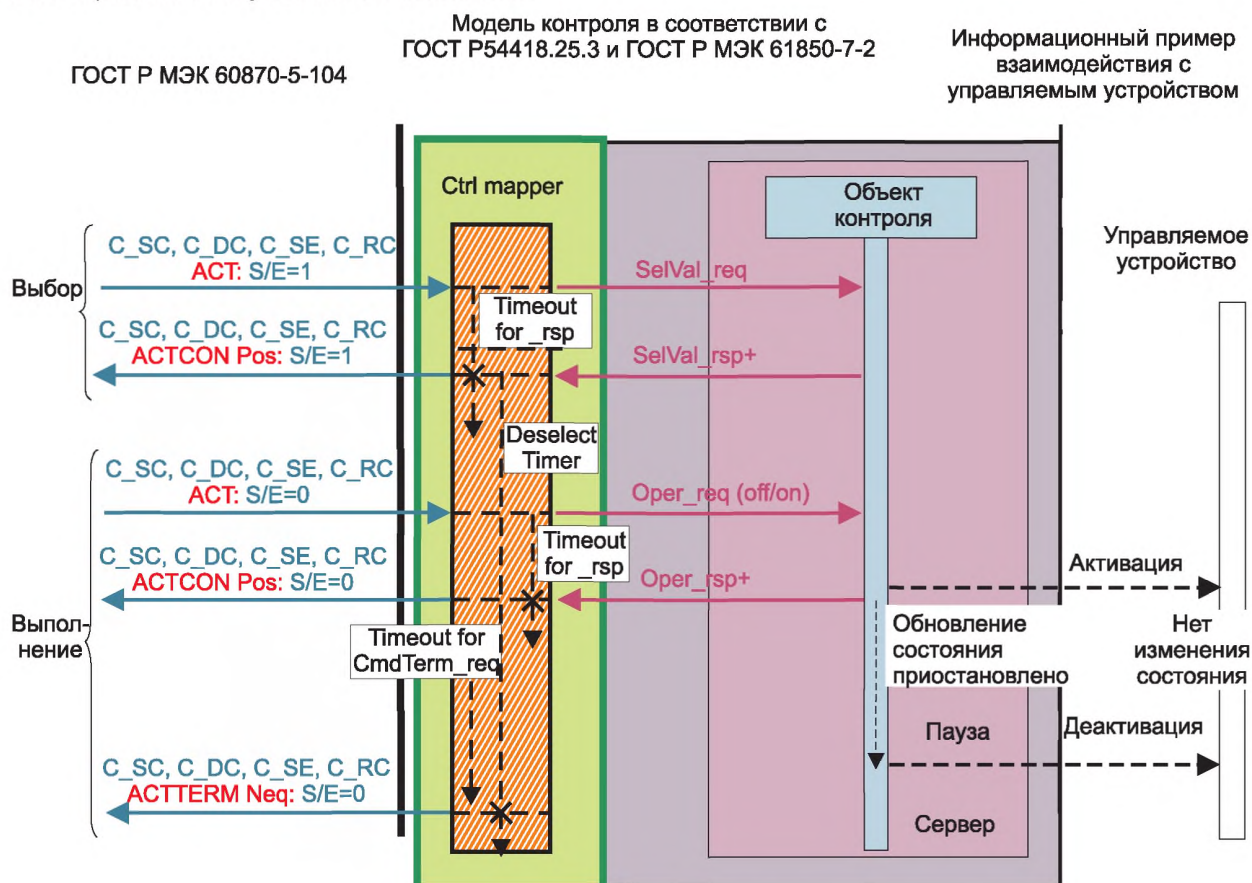 Модель контроля в соответствии с
ГОСТ Р54418.25.3 и ГОСТ Р МЭК 61850-7-2
ГОСТ Р МЭК 60870-5-104
Информационный пример
взаимодействия с
управляемым устройством
Ctrl mapper
Объект
контроля
Управляемое
устройство
Выбор
C_SC, C_DC, C_SE, C_RC
ACT: S/E=1
SelVal_req
Timeout
for _rsp
C_SC, C_DC, C_SE, C_RC
ACTCON Pos: S/E=1
SelVal_rsp+
Deselect
Timer
C_SC, C_DC, C_SE, C_RC
ACT: S/E=0
Oper_req (off/on)
Timeout
for _rsp
C_SC, C_DC, C_SE, C_RC
ACTCON Pos: S/E=0
Oper_rsp+
Активация
Выпол-
нение
Timeout for
CmdTerm_req
Обновление
состояния
приостановлено
Нет
изменения
состояния
Пауза
Деактивация
C_SC, C_DC, C_SE, C_RC
ACTTERM Neq: S/E=0
Сервер